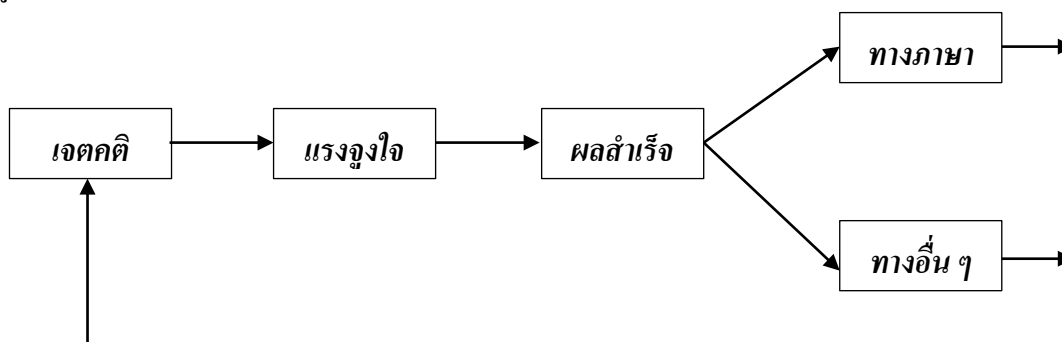 ทางภาษา
เจตคติ
แรงจูงใจ
ผลสำเร็จ
ทางอื่น ๆ